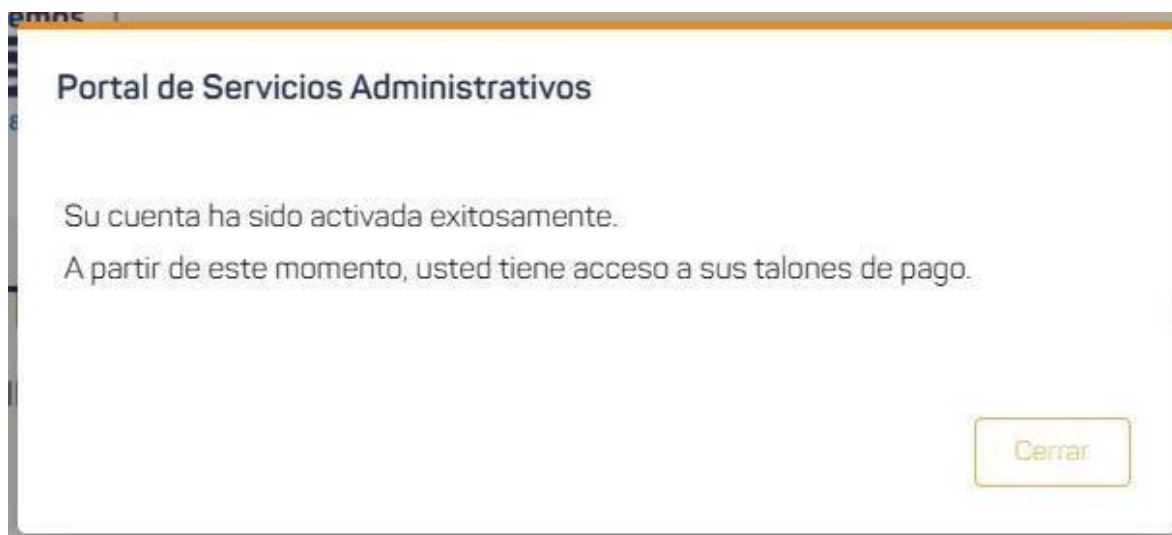 Portal de Servicios Administrativos
Su cuenta ha sido activada exitosamente.
A partir de este momento, usted tiene acceso a sus talones de pago.
Cerrar